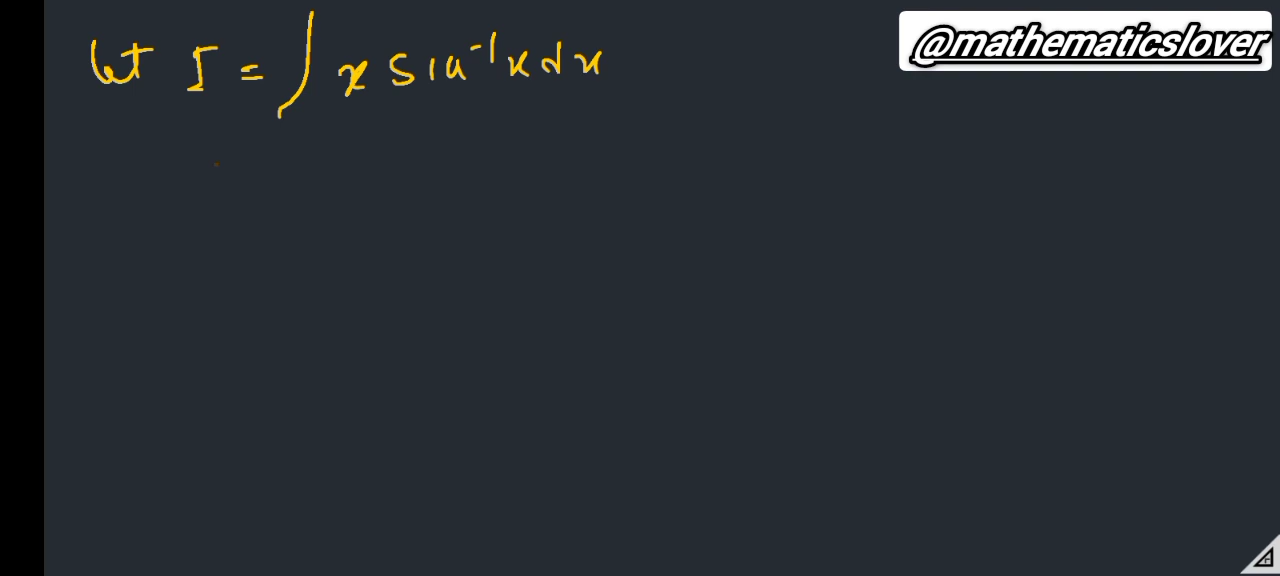 let I = ∫ x sin⁻¹x dx
@mathematicslover